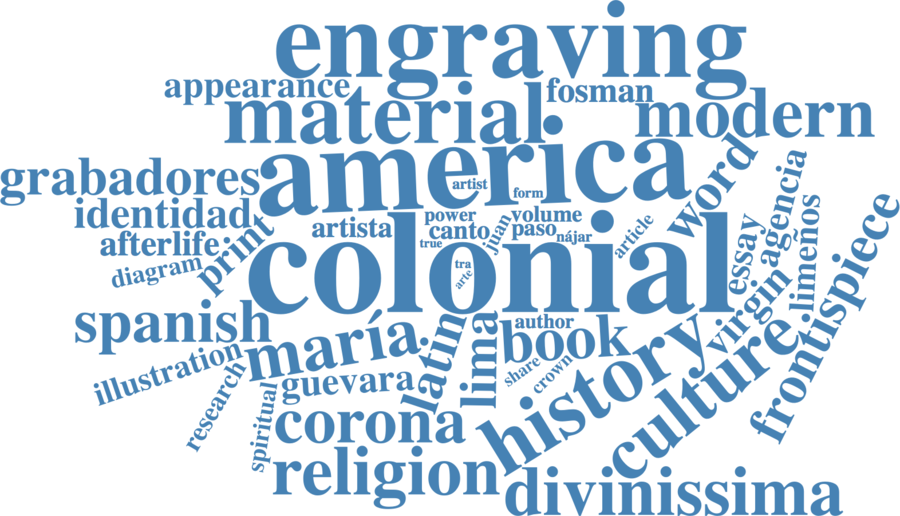 engraving
appearance
fosman
material
modern
america
grabadores
artist
form
word
identidad
artista
power
volume
agencia
afterlife
print
canto
juan
paso
article
essay
limeños
true
nájar
diagram
colonial
tra
arte
virgin
frontispiece
spanish
maría
latin
lima
author
book
history
culture
illustration
guevara
share
crown
research
spiritual
corona
religion
divinissima